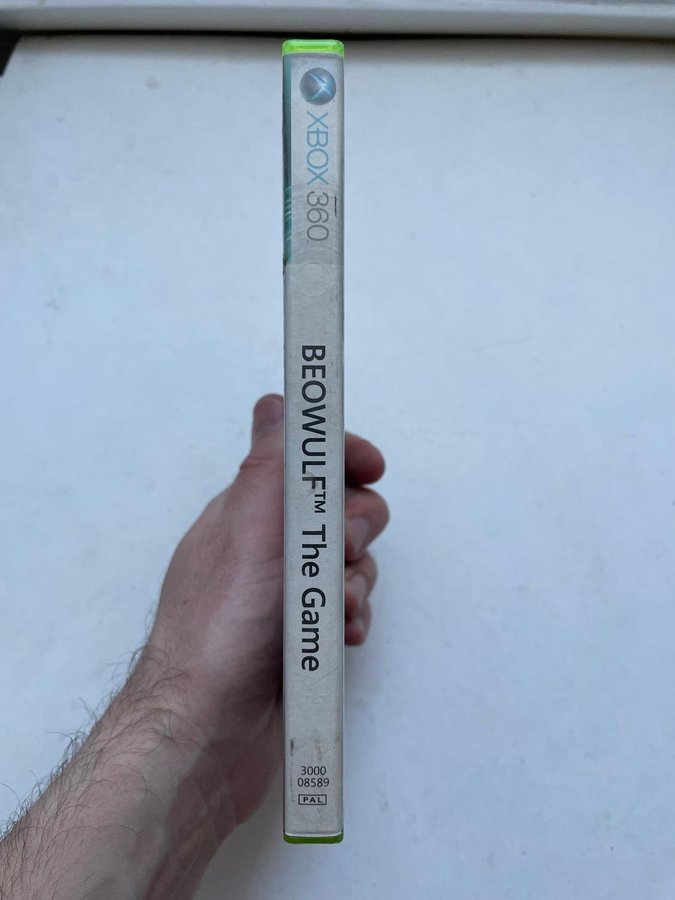 XBOX 360
BEOWULF™ The Game
3000
08589
PAL